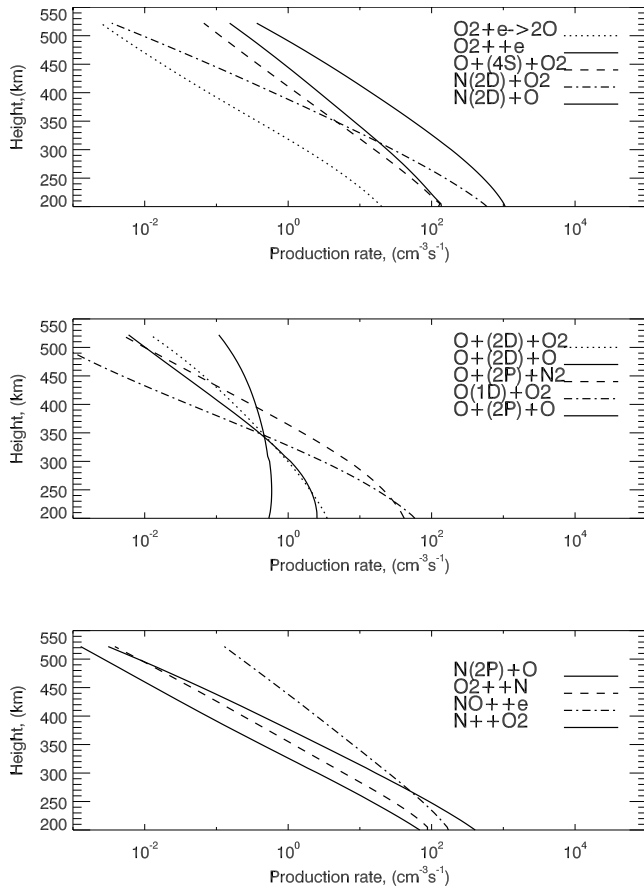 550
500
450
400
350
300
250
200
Height,(km)
O2+e->2O
O2++e
O+(4S)+O2
N(2D)+O2
N(2D)+O
10-2
100
102
104
Production rate, (cm-3s-1)
550
500
450
400
350
300
250
200
Height, (km)
O+(2D)+O2
O+(2D)+O
O+(2P)+N2
O(1D)+O2
O+(2P)+O
10-2
100
102
104
Production rate, (cm-3s-1)
550
500
450
400
350
300
250
200
Height, (km)
N(2P)+O
O2++N
NO++e
N++O2
10-2
100
102
104
Production rate, (cm-3s-1)